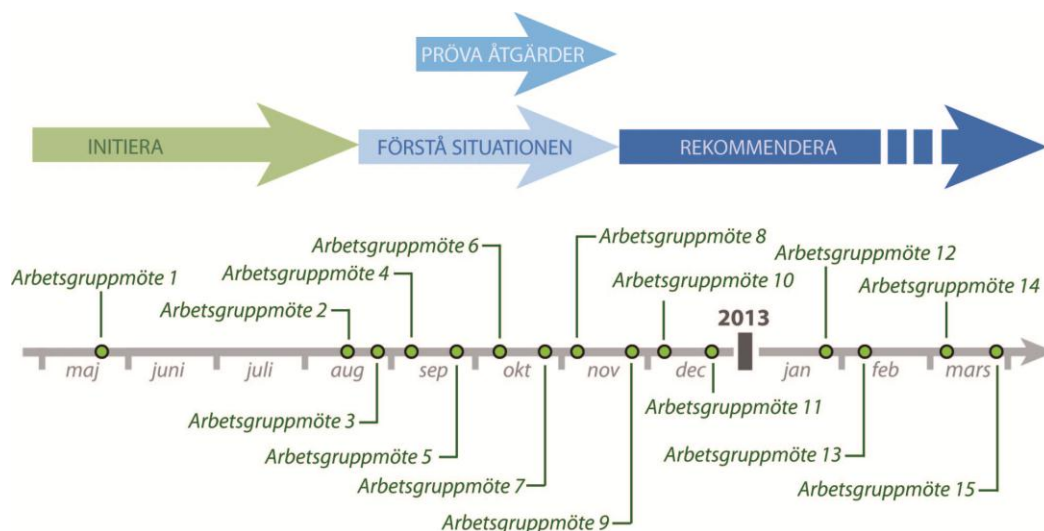 PRÖVA ÅTGÄRDER
INITIERA
FÖRSTÅ SITUATIONEN
REKOMMENDERA
Arbetsgruppmöte 6
Arbetsgruppmöte 8
Arbetsgruppmöte 12
Arbetsgruppmöte 1
Arbetsgruppmöte 4
Arbetsgruppmöte 10
Arbetsgruppmöte 14
Arbetsgruppmöte 2
2013
maj
juni
juli
aug
sep
okt
nov
dec
jan
feb
mars
Arbetsgruppmöte 3
Arbetsgruppmöte 11
Arbetsgruppmöte 5
Arbetsgruppmöte 13
Arbetsgruppmöte 7
Arbetsgruppmöte 15
Arbetsgruppmöte 9